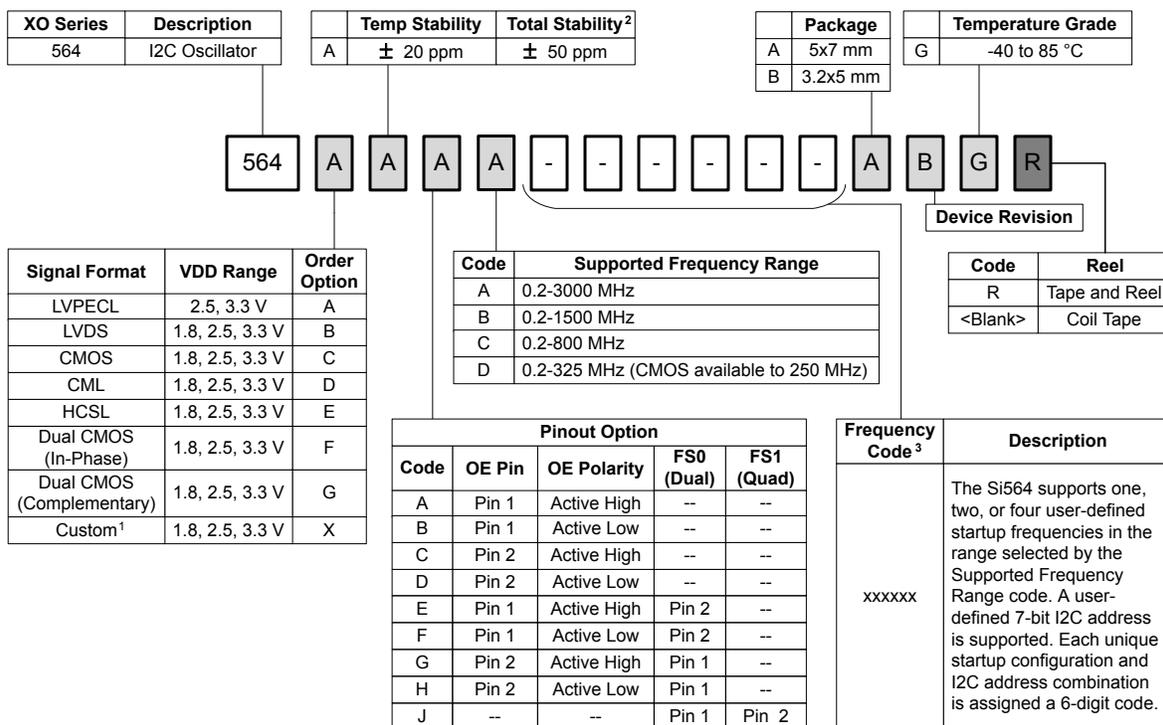 XO Series Description
564 I2C Oscillator
Temp Stability Total Stability 2
A ± 20 ppm ± 50 ppm
Package
A 5x7 mm
B 3.2x5 mm
Temperature Grade
G -40 to 85 °C
564 A A A A - - - - - - A B G R
Device Revision
Signal Format VDD Range Order Option
LVPECL 2.5, 3.3 V A
LVDS 1.8, 2.5, 3.3 V B
CMOS 1.8, 2.5, 3.3 V C
CML 1.8, 2.5, 3.3 V D
HCSL 1.8, 2.5, 3.3 V E
Dual CMOS (In-Phase) 1.8, 2.5, 3.3 V F
Dual CMOS (Complementary) 1.8, 2.5, 3.3 V G
Custom 1 1.8, 2.5, 3.3 V X
Code Supported Frequency Range
A 0.2-3000 MHz
B 0.2-1500 MHz
C 0.2-800 MHz
D 0.2-325 MHz (CMOS available to 250 MHz)
Code Reel
R Tape and Reel
<Blank> Coil Tape
Pinout Option
Code OE Pin OE Polarity FS0 (Dual) FS1 (Quad)
A Pin 1 Active High -- --
B Pin 1 Active Low -- --
C Pin 2 Active High -- --
D Pin 2 Active Low -- --
E Pin 1 Active High Pin 2 --
F Pin 1 Active Low Pin 2 --
G Pin 2 Active High Pin 1 --
H Pin 2 Active Low Pin 1 --
J -- -- Pin 1 Pin 2
Frequency Code 3 Description
xxxxxx
The Si564 supports one,
two, or four user-defined
startup frequencies in the
range selected by the
Supported Frequency
Range code. A user-
defined 7-bit I2C address
is supported. Each unique
startup configuration and
I2C address combination
is assigned a 6-digit code.